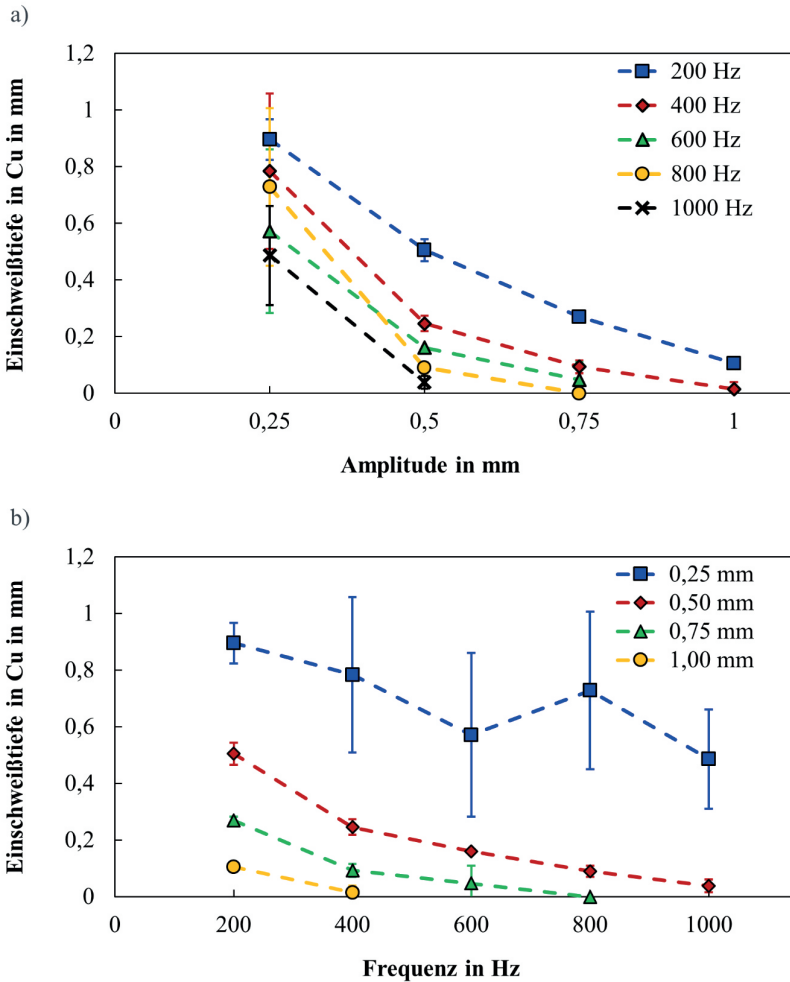 a)
1,2
1
0,8
0,6
0,4
0,2
0
Einschweißtiefe in Cu in mm
200 Hz
400 Hz
600 Hz
800 Hz
1000 Hz
0
0,25
0,5
0,75
1
Amplitude in mm
b)
1,2
1
0,8
0,6
0,4
0,2
0
Einschweißtiefe in Cu in mm
0,25 mm
0,50 mm
0,75 mm
1,00 mm
0
200
400
600
800
1000
Frequenz in Hz